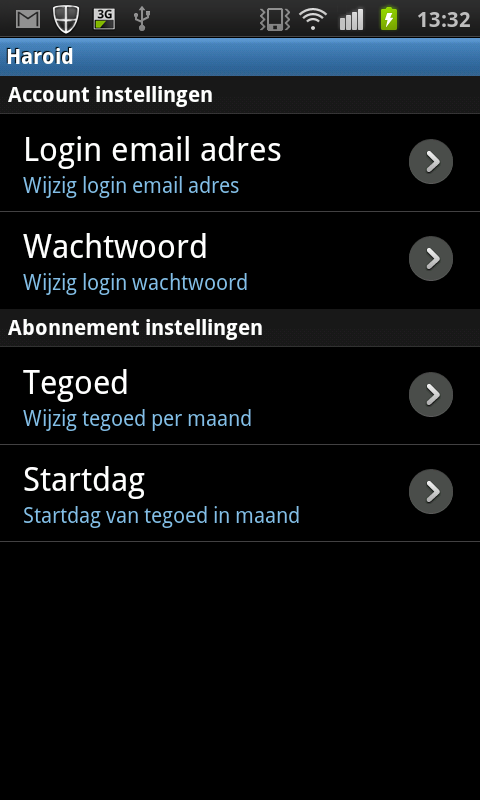 3G
13:32
Haroid
Account instellingen
Login email adres
Wijzig login email adres
Wachtwoord
Wijzig login wachtwoord
Abonnement instellingen
Tegoed
Wijzig tegoed per maand
Startdag
Startdag van tegoed in maand